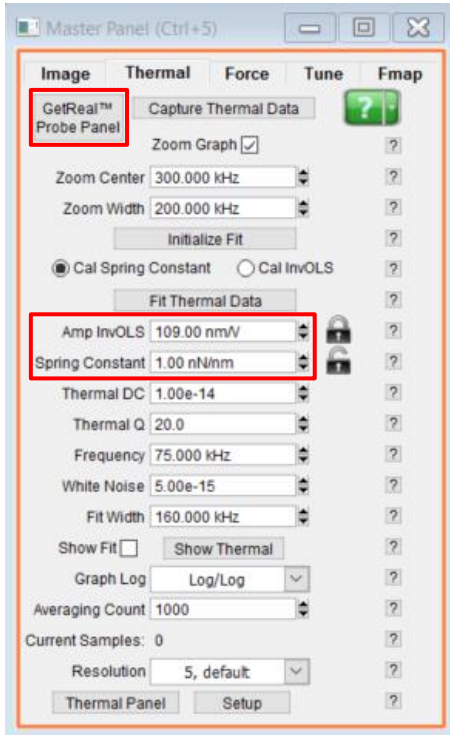 Master Panel (Ctrl+5)
Image Thermal Force Tune Fmap
GetReal™ Probe Panel
Capture Thermal Data
?
Zoom Graph ?
Zoom Center 300.000 kHz ?
Zoom Width 200.000 kHz ?
Initialize Fit ?
Cal Spring Constant Cal InvOLS ?
Fit Thermal Data ?
Amp InvOLS 109.00 nm/V ?
Spring Constant 1.00 nN/nm ?
Thermal DC 1.00e-14 ?
Thermal Q 20.0 ?
Frequency 75.000 kHz ?
White Noise 5.00e-15 ?
Fit Width 160.000 kHz ?
Show Fit Show Thermal ?
Graph Log Log/Log ?
Averaging Count 1000 ?
Current Samples: 0 ?
Resolution 5, default ?
Thermal Panel Setup ?